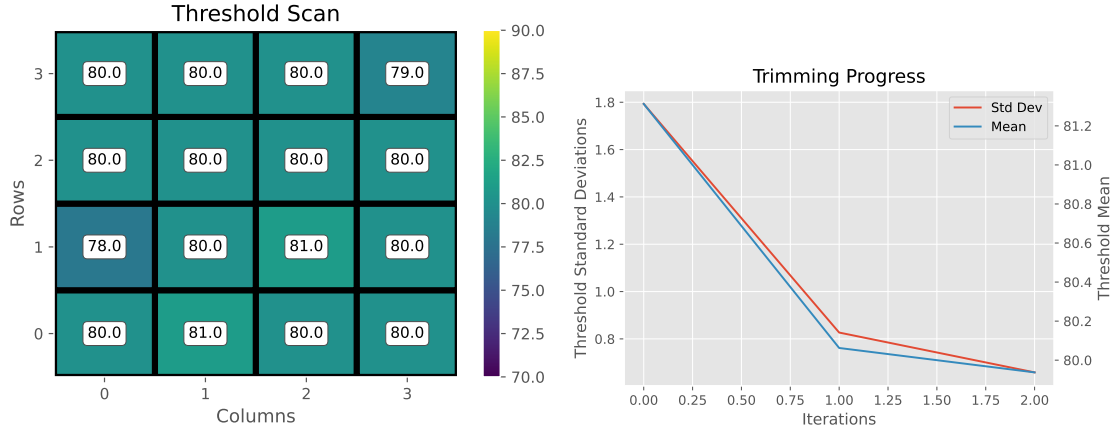 Threshold Scan
3
80.0 80.0 80.0 79.0
2
80.0 80.0 80.0 80.0
1
78.0 80.0 81.0 80.0
0
80.0 81.0 80.0 80.0
0 1 2 3
Columns
Rows
90.0
87.5
85.0
82.5
80.0
77.5
75.0
72.5
70.0
Trimming Progress
Std Dev
Mean
1.8
1.6
1.4
1.2
1.0
0.8
Threshold Standard Deviations
81.2
81.0
80.8
80.6
80.4
80.2
80.0
Threshold Mean
0.00 0.25 0.50 0.75 1.00 1.25 1.50 1.75 2.00
Iterations